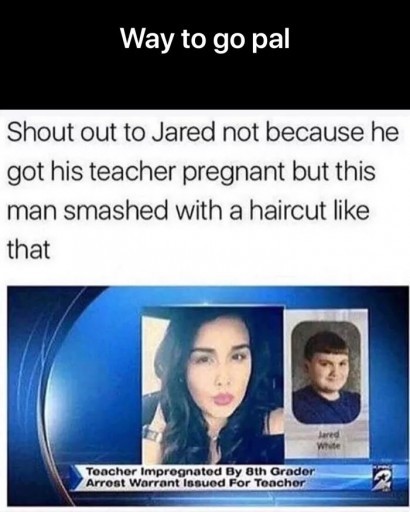 Way to go pal
Shout out to Jared not because he
got his teacher pregnant but this
man smashed with a haircut like
that
Jared
White
Teacher Impregnated By 8th Grader
Arrest Warrant Issued For Teacher
2